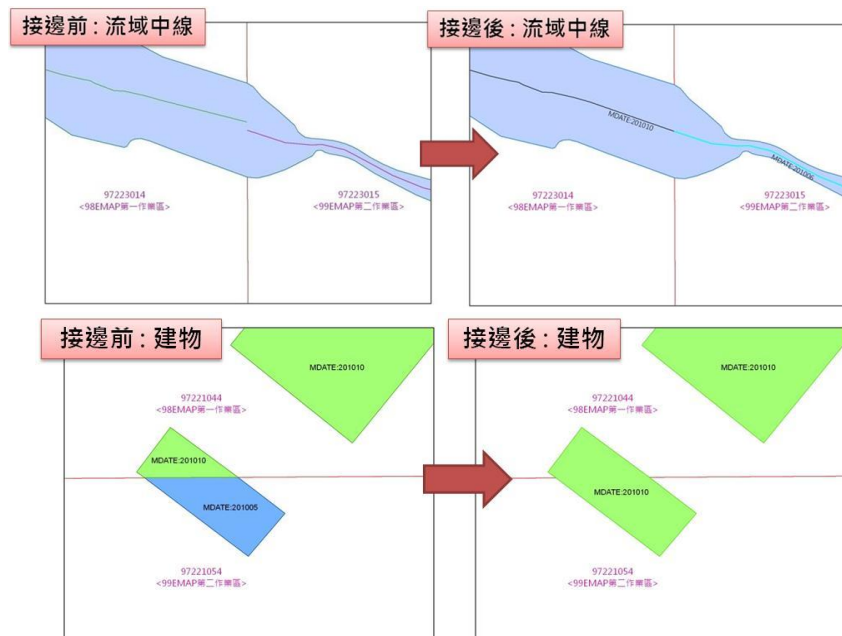 接邊前:流域中線
97223014
<98EMAP第一作業區>
97223015
<99EMAP第二作業區>
接邊後:流域中線
MDATE:201010
MDATE:201006
97223014
<98EMAP第一作業區>
97223015
<99EMAP第二作業區>
接邊前:建物
MDATE:201010
97221044
<98EMAP第一作業區>
MDATE:201010
MDATE:201005
97221054
<99EMAP第二作業區>
接邊後:建物
MDATE:201010
97221044
<98EMAP第一作業區>
MDATE:201010
97221054
<99EMAP第二作業區>